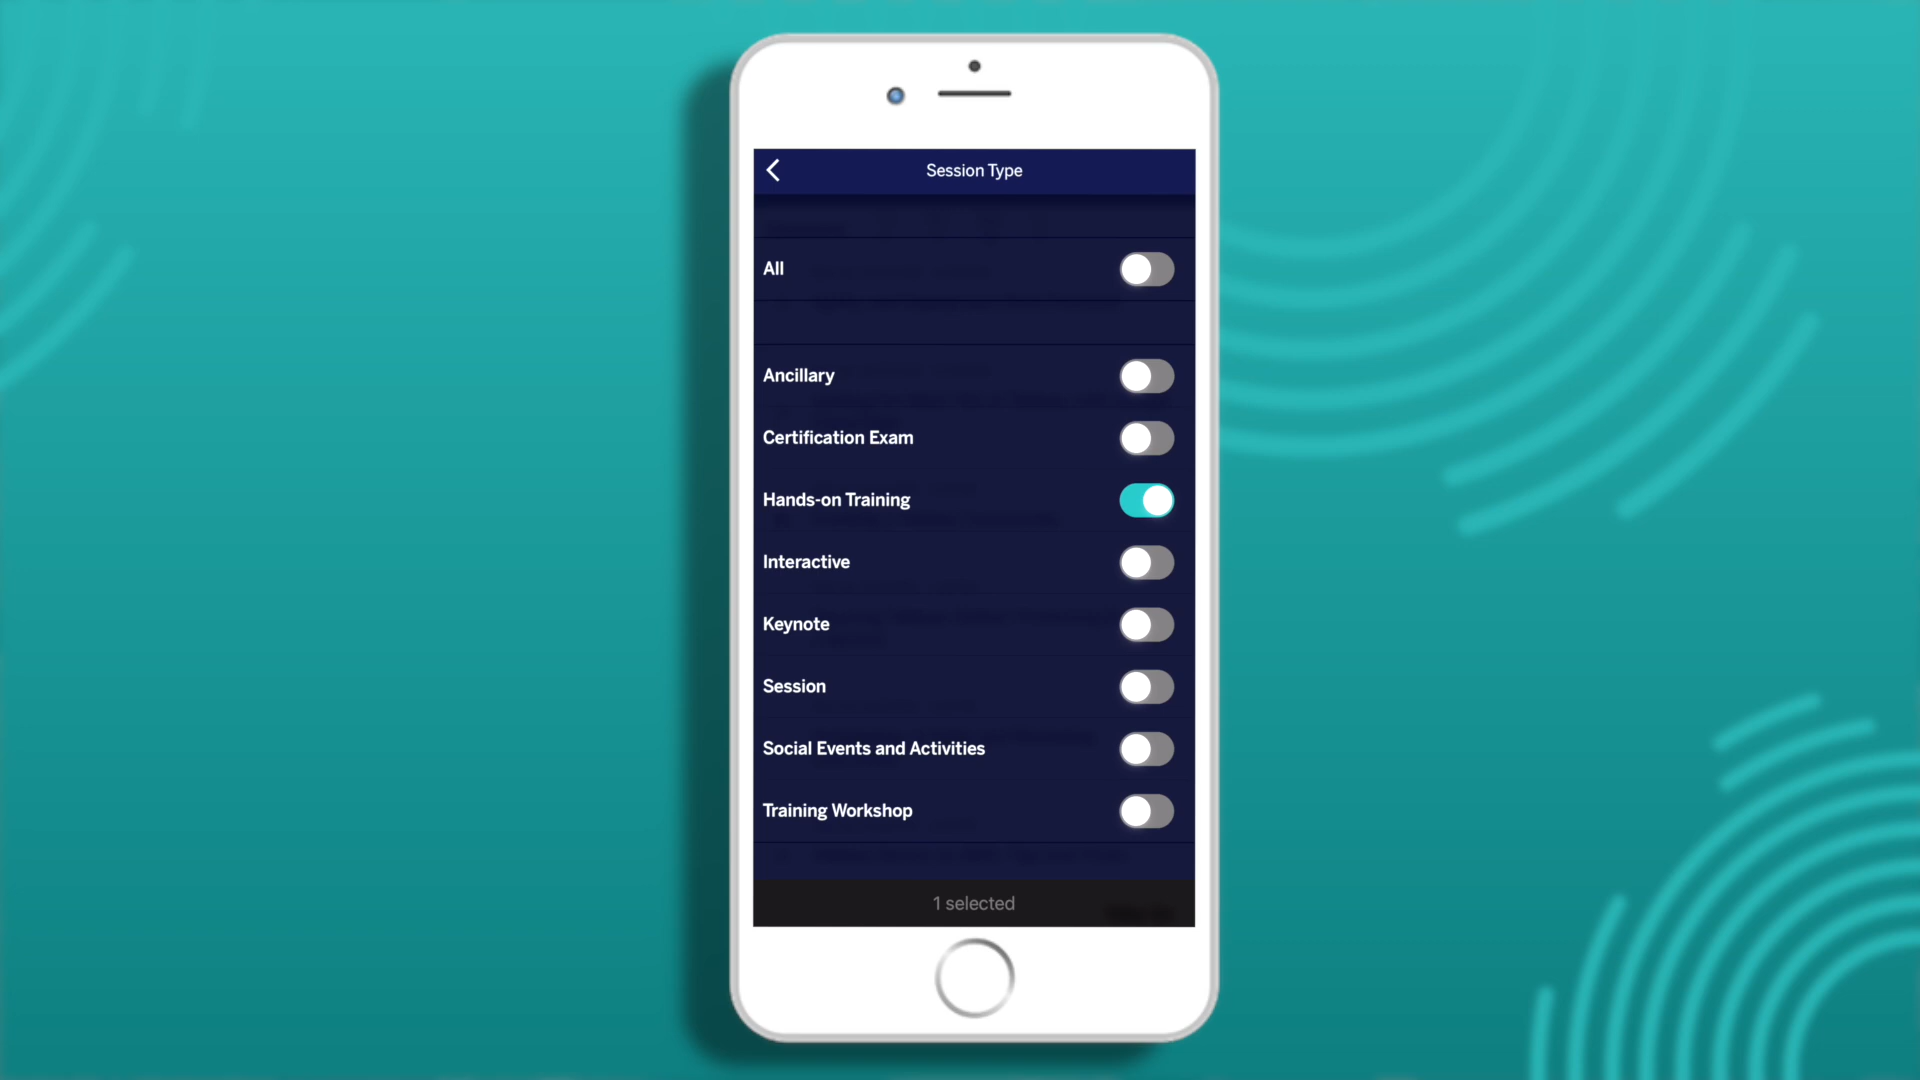 Session Type
All
Ancillary
Certification Exam
Hands-on Training
Interactive
Keynote
Session
Social Events and Activities
Training Workshop
1 selected